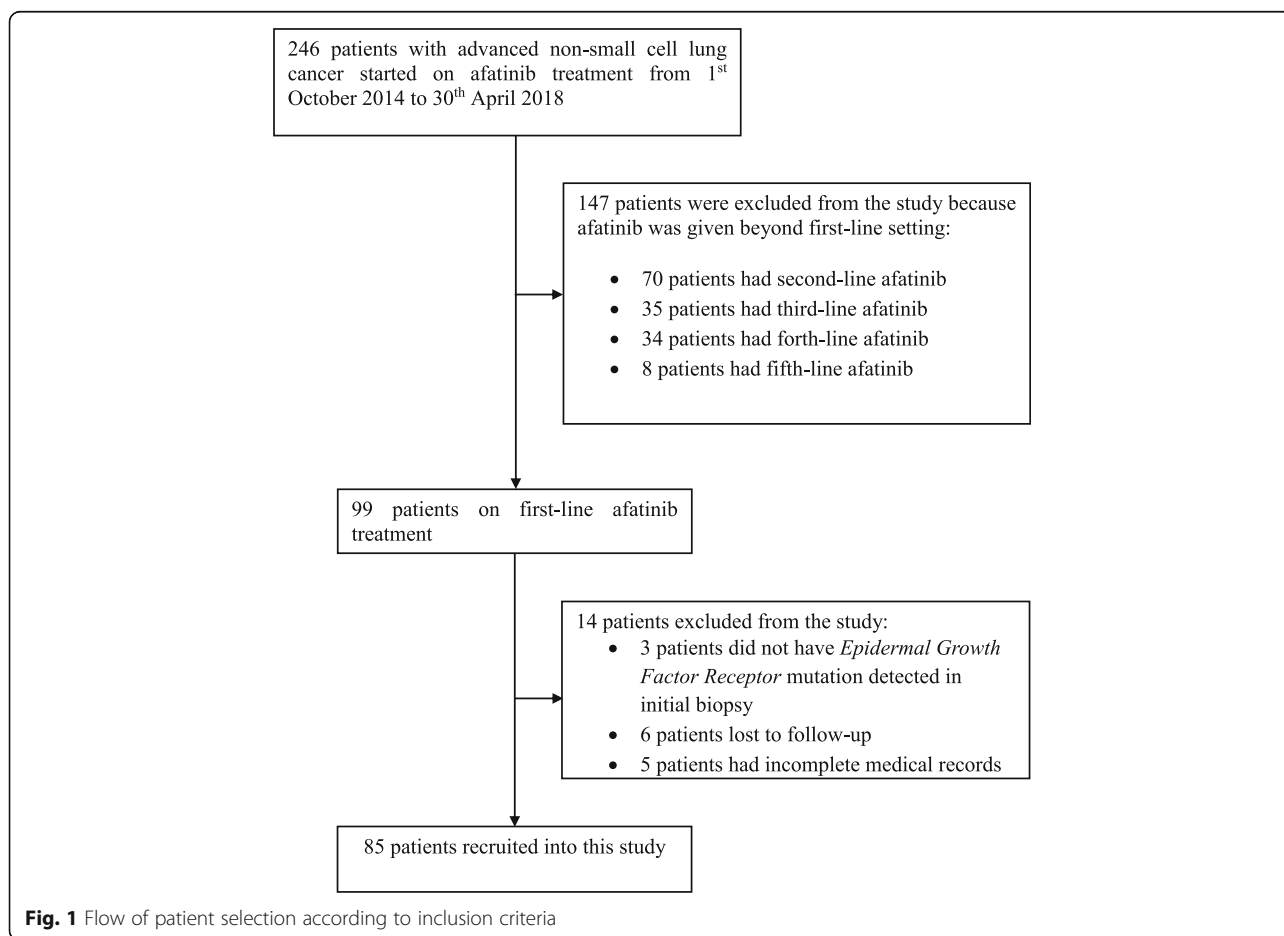 246 patients with advanced non-small cell lung
cancer started on afatinib treatment from 1st
October 2014 to 30th April 2018
147 patients were excluded from the study because
afatinib was given beyond first-line setting:
• 70 patients had second-line afatinib
• 35 patients had third-line afatinib
• 34 patients had forth-line afatinib
• 8 patients had fifth-line afatinib
99 patients on first-line afatinib
treatment
14 patients excluded from the study:
• 3 patients did not have Epidermal Growth
Factor Receptor mutation detected in
initial biopsy
• 6 patients lost to follow-up
• 5 patients had incomplete medical records
85 patients recruited into this study
Fig. 1 Flow of patient selection according to inclusion criteria